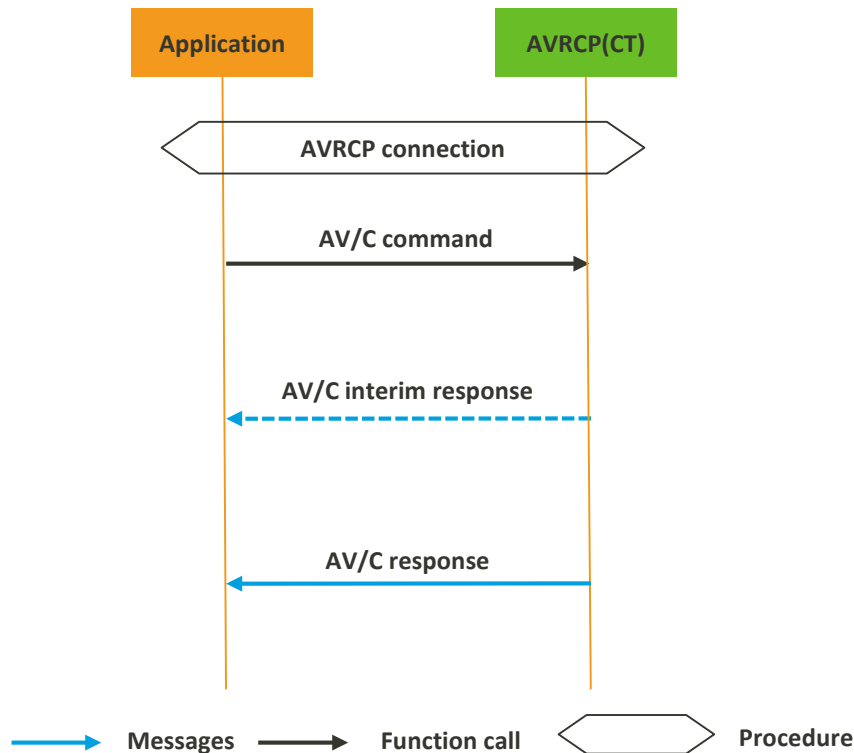 Application
AVRCP(CT)
AVRCP connection
AV/C command
AV/C interim response
AV/C response
Messages
Function call
Procedure